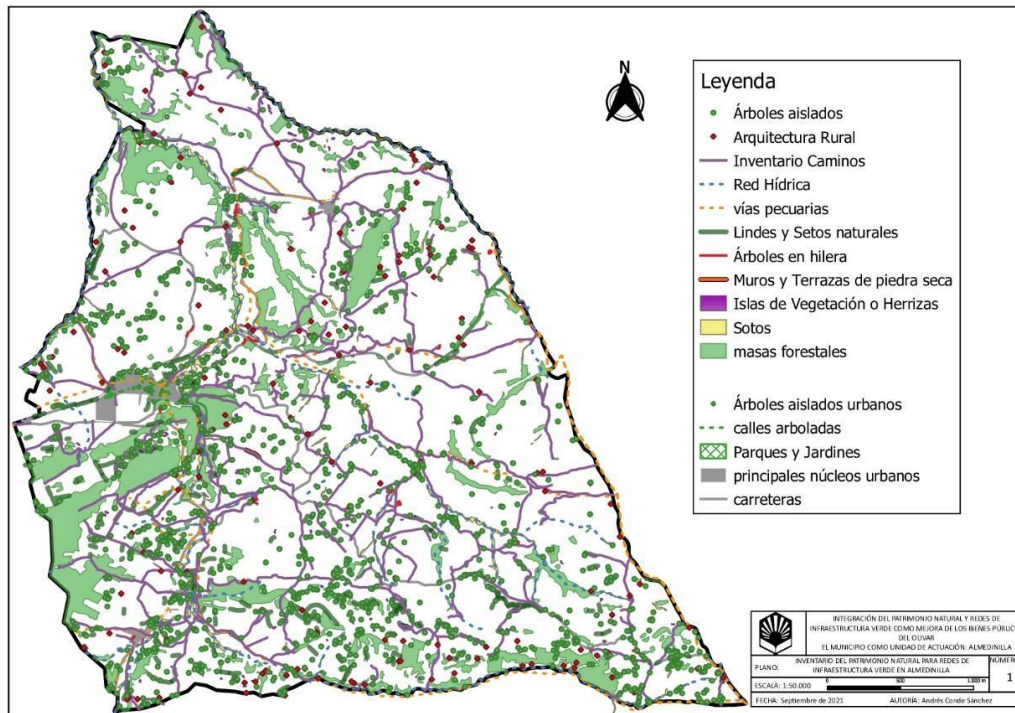 N
Leyenda
Árboles aislados
Arquitectura Rural
Inventario Caminos
Red Hídrica
vías pecuarias
Lindes y Setos naturales
Árboles en hilera
Muros y Terrazas de piedra seca
Islas de Vegetación o Herrizas
Sotos
masas forestales
Árboles aislados urbanos
calles arboladas
Parques y Jardines
principales núcleos urbanos
carreteras
INTEGRACIÓN DEL PATRIMONIO NATURAL Y REDES DE
INFRAESTRUCTURA VERDE COMO MEJORA DE LOS BIENES PÚBLICO
DEL OLIVAR
EL MUNICIPIO COMO UNIDAD DE ACTUACIÓN: ALMEDINILLA
PLANO: INVENTARIO DEL PATRIMONIO NATURAL PARA REDES DE
INFRAESTRUCTURA VERDE EN ALMEDINILLA
NÚMERO
1
ESCALA: 1:50.000 0 500 1.000 m
FECHA: Septiembre de 2021 AUTORÍA: Andrés Conde Sánchez